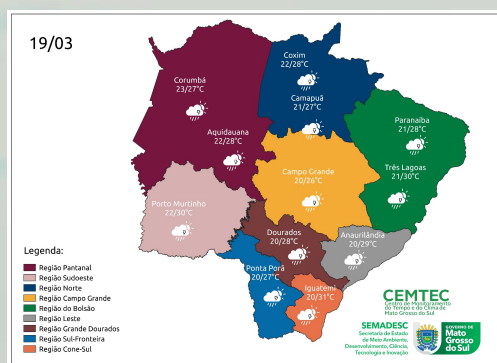 19/03
Coxim
22/28°C
Corumbá
23/27°C
Camapuã
21/27°C
Paranaíba
21/28°C
Aquidauana
22/28°C
Campo Grande
20/26°C
Três Lagoas
21/30°C
Porto Murtinho
22/30°C
Dourados
20/28°C
Anaurilândia
20/29°C
Ponta Porã
20/27°C
Iguatemi
20/31°C
Legenda:
Região Pantanal
Região Sudoeste
Região Norte
Região Campo Grande
Região do Bolsão
Região Leste
Região Grande Dourados
Região Sul-Fronteira
Região Cone-Sul
CEMTEC
Centro de Monitoramento
do Tempo e do Clima de
Mato Grosso do Sul
SEMADESC
Secretaria de Estado
de Meio Ambiente,
Desenvolvimento, Ciência,
Tecnologia e Inovação
GOVERNO DE
Mato
Grosso
do Sul